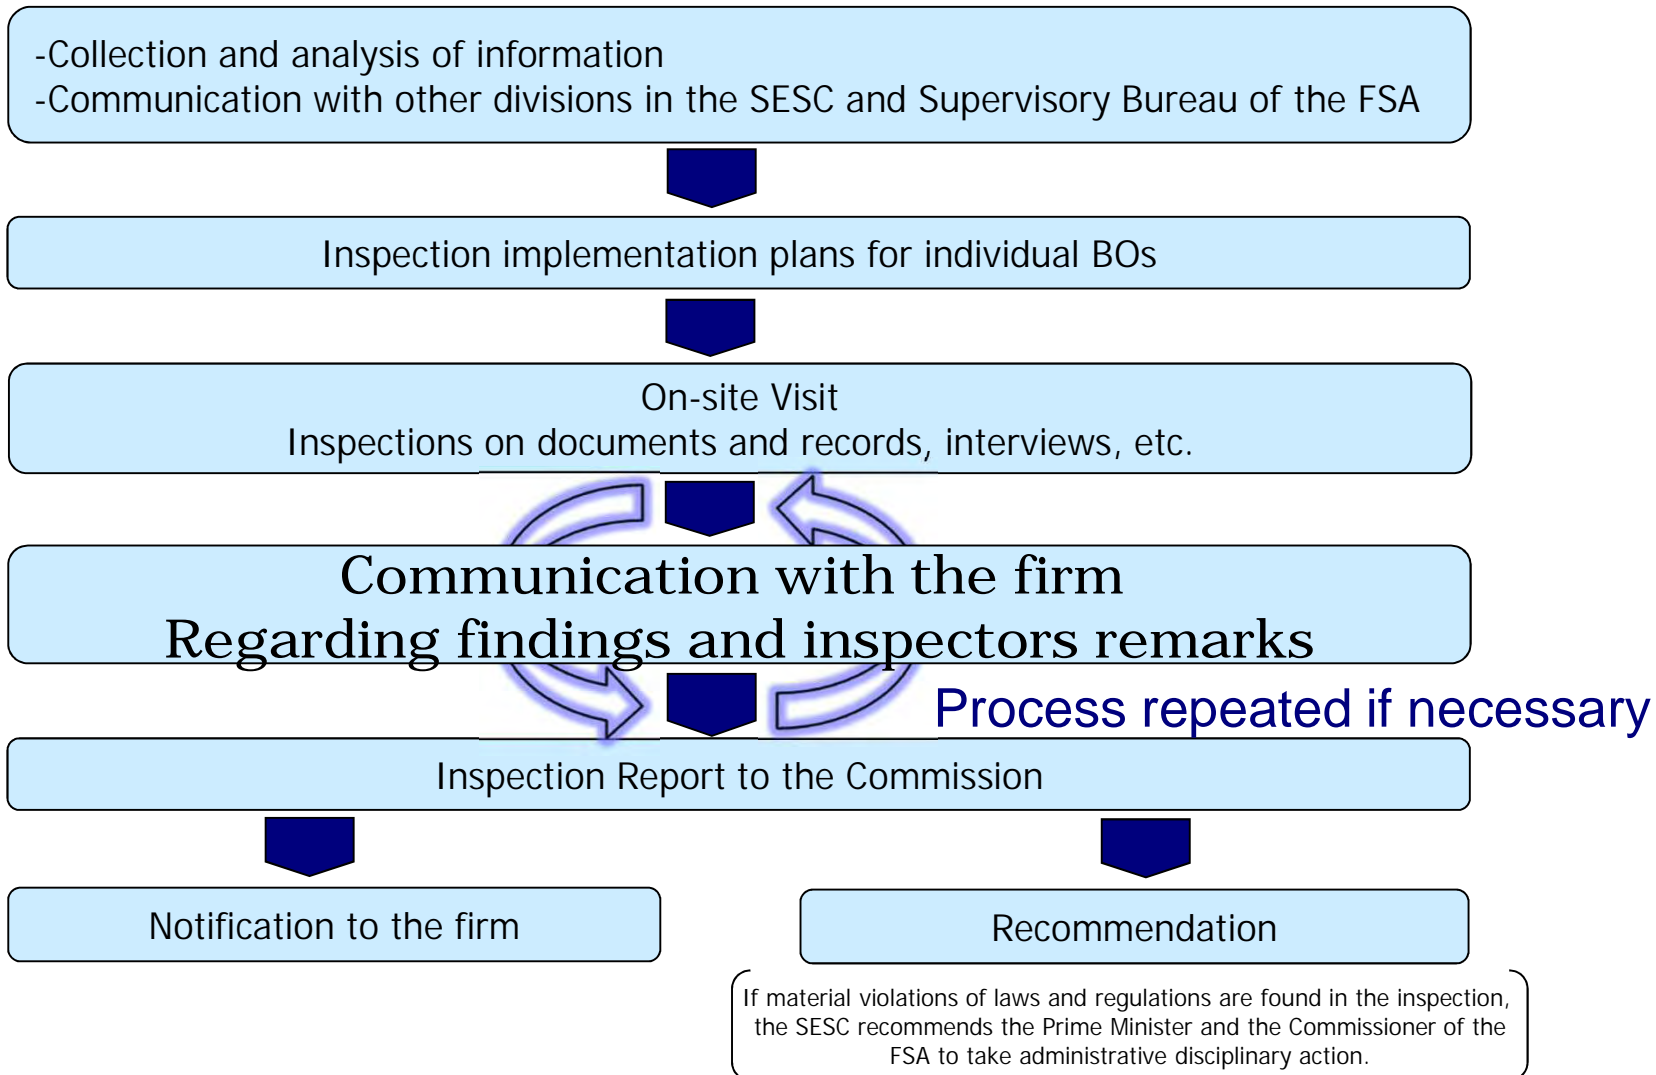 -Collection and analysis of information
-Communication with other divisions in the SESC and Supervisory Bureau of the FSA
Inspection implementation plans for individual BOs
On-site Visit
Inspections on documents and records, interviews, etc.
Communication with the firm
Regarding findings and inspectors remarks
Process repeated if necessary
Inspection Report to the Commission
Notification to the firm
Recommendation
If material violations of laws and regulations are found in the inspection,
the SESC recommends the Prime Minister and the Commissioner of the
FSA to take administrative disciplinary action.